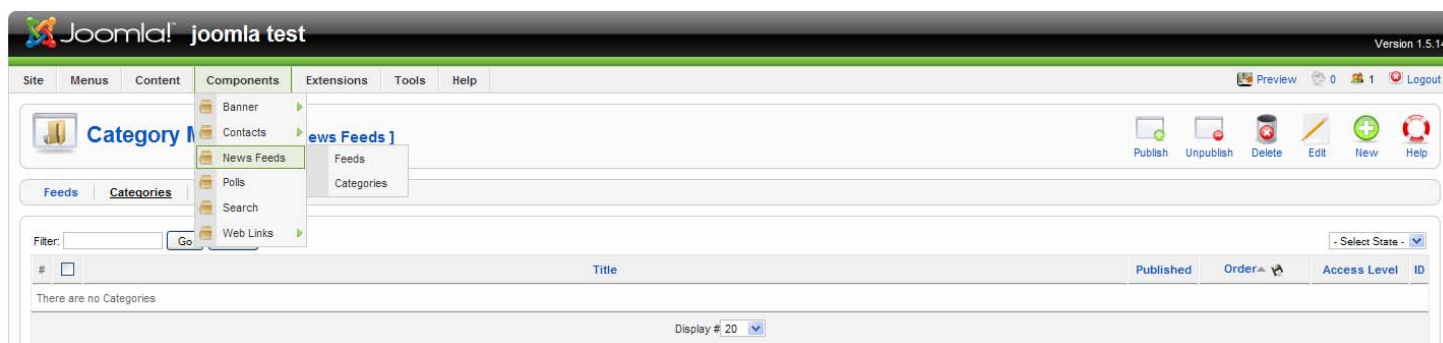 Joomla!™ joomla test
Version 1.5.14
Site Menus Content Components Extensions Tools Help Preview 0 1 Logout
Banner
Contacts
News Feeds
Polls
Search
Web Links
Feeds
Categories
Category M ews Feeds ]
Publish Unpublish Delete Edit New Help
Feeds Categories
Filter: Go - Select State -
# Title Published Order Access Level ID
There are no Categories
Display # 20